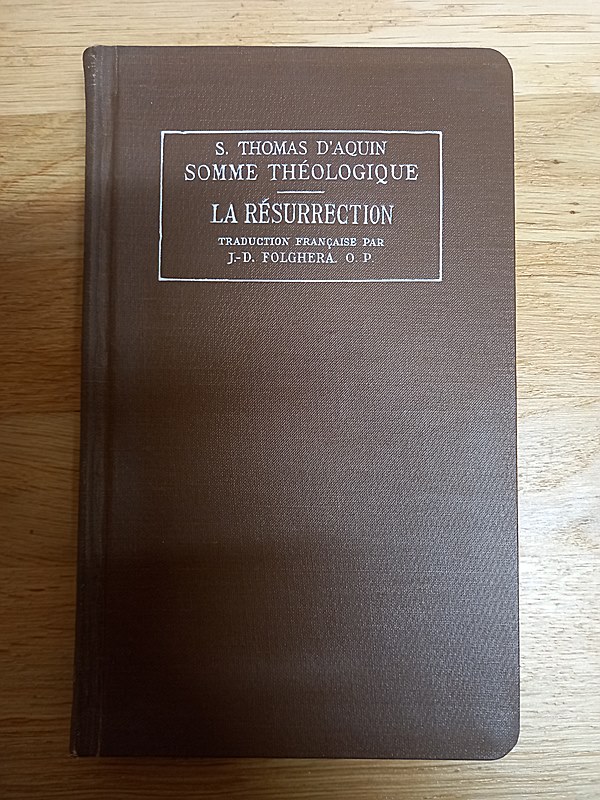 S. THOMAS D'AQUIN
SOMME THÉOLOGIQUE
LA RÉSURRECTION
TRADUCTION FRANÇAISE PAR
J.-D. FOLGHERA. O. P.